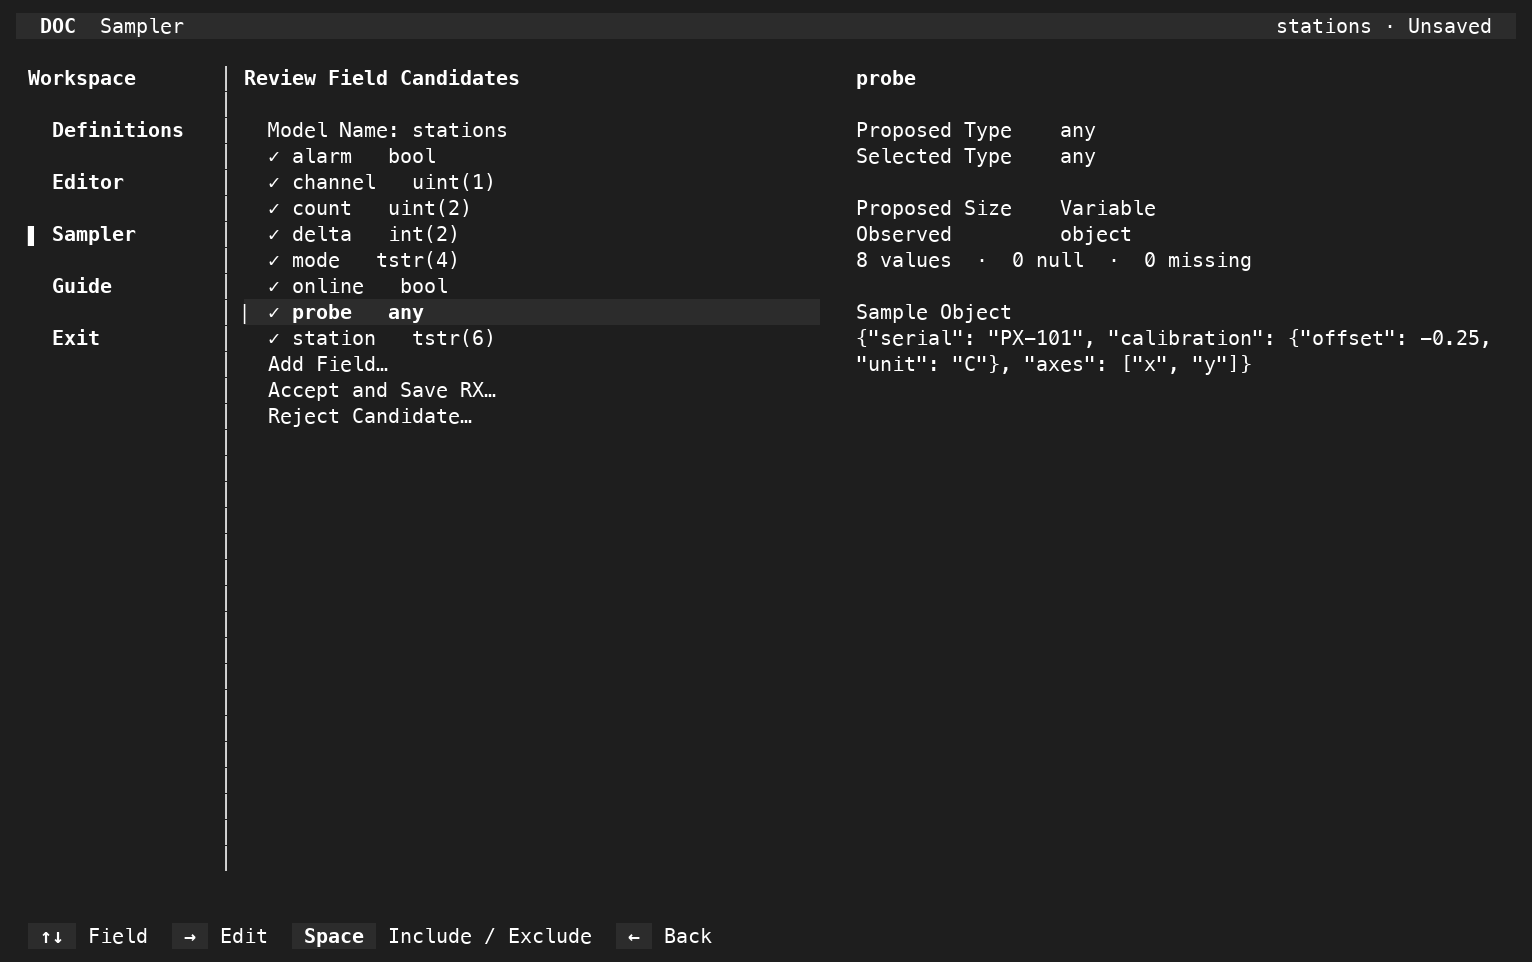 DOC  Sampler  stations · Unsaved
Workspace
Definitions
Editor
Sampler
Guide
Exit
Review Field Candidates
Model Name: stations
✓ alarm   bool
✓ channel   uint(1)
✓ count   uint(2)
✓ delta   int(2)
✓ mode   tstr(4)
✓ online   bool
✓ probe   any
✓ station   tstr(6)
Add Field…
Accept and Save RX…
Reject Candidate…
probe
Proposed Type    any
Selected Type    any
Proposed Size    Variable
Observed         object
8 values  ·  0 null  ·  0 missing
Sample Object
{"serial": "PX-101", "calibration": {"offset": -0.25,
"unit": "C"}, "axes": ["x", "y"]}
↑↓ Field  → Edit  Space Include / Exclude  ← Back